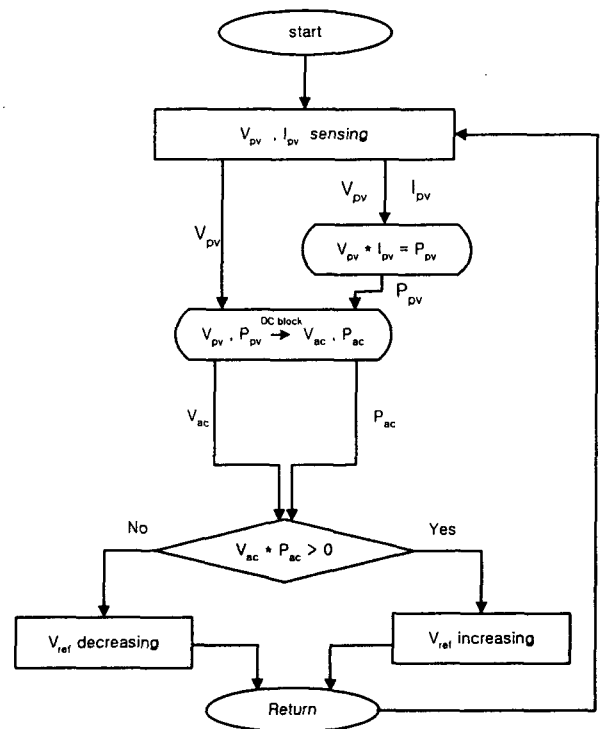 start
V_pv , I_pv sensing
V_pv I_pv
V_pv
V_pv * I_pv = P_pv
P_pv
DC block
V_pv , P_pv → V_ac , P_ac
V_ac P_ac
No Yes
V_ac * P_ac > 0
V_ref decreasing V_ref increasing
Return